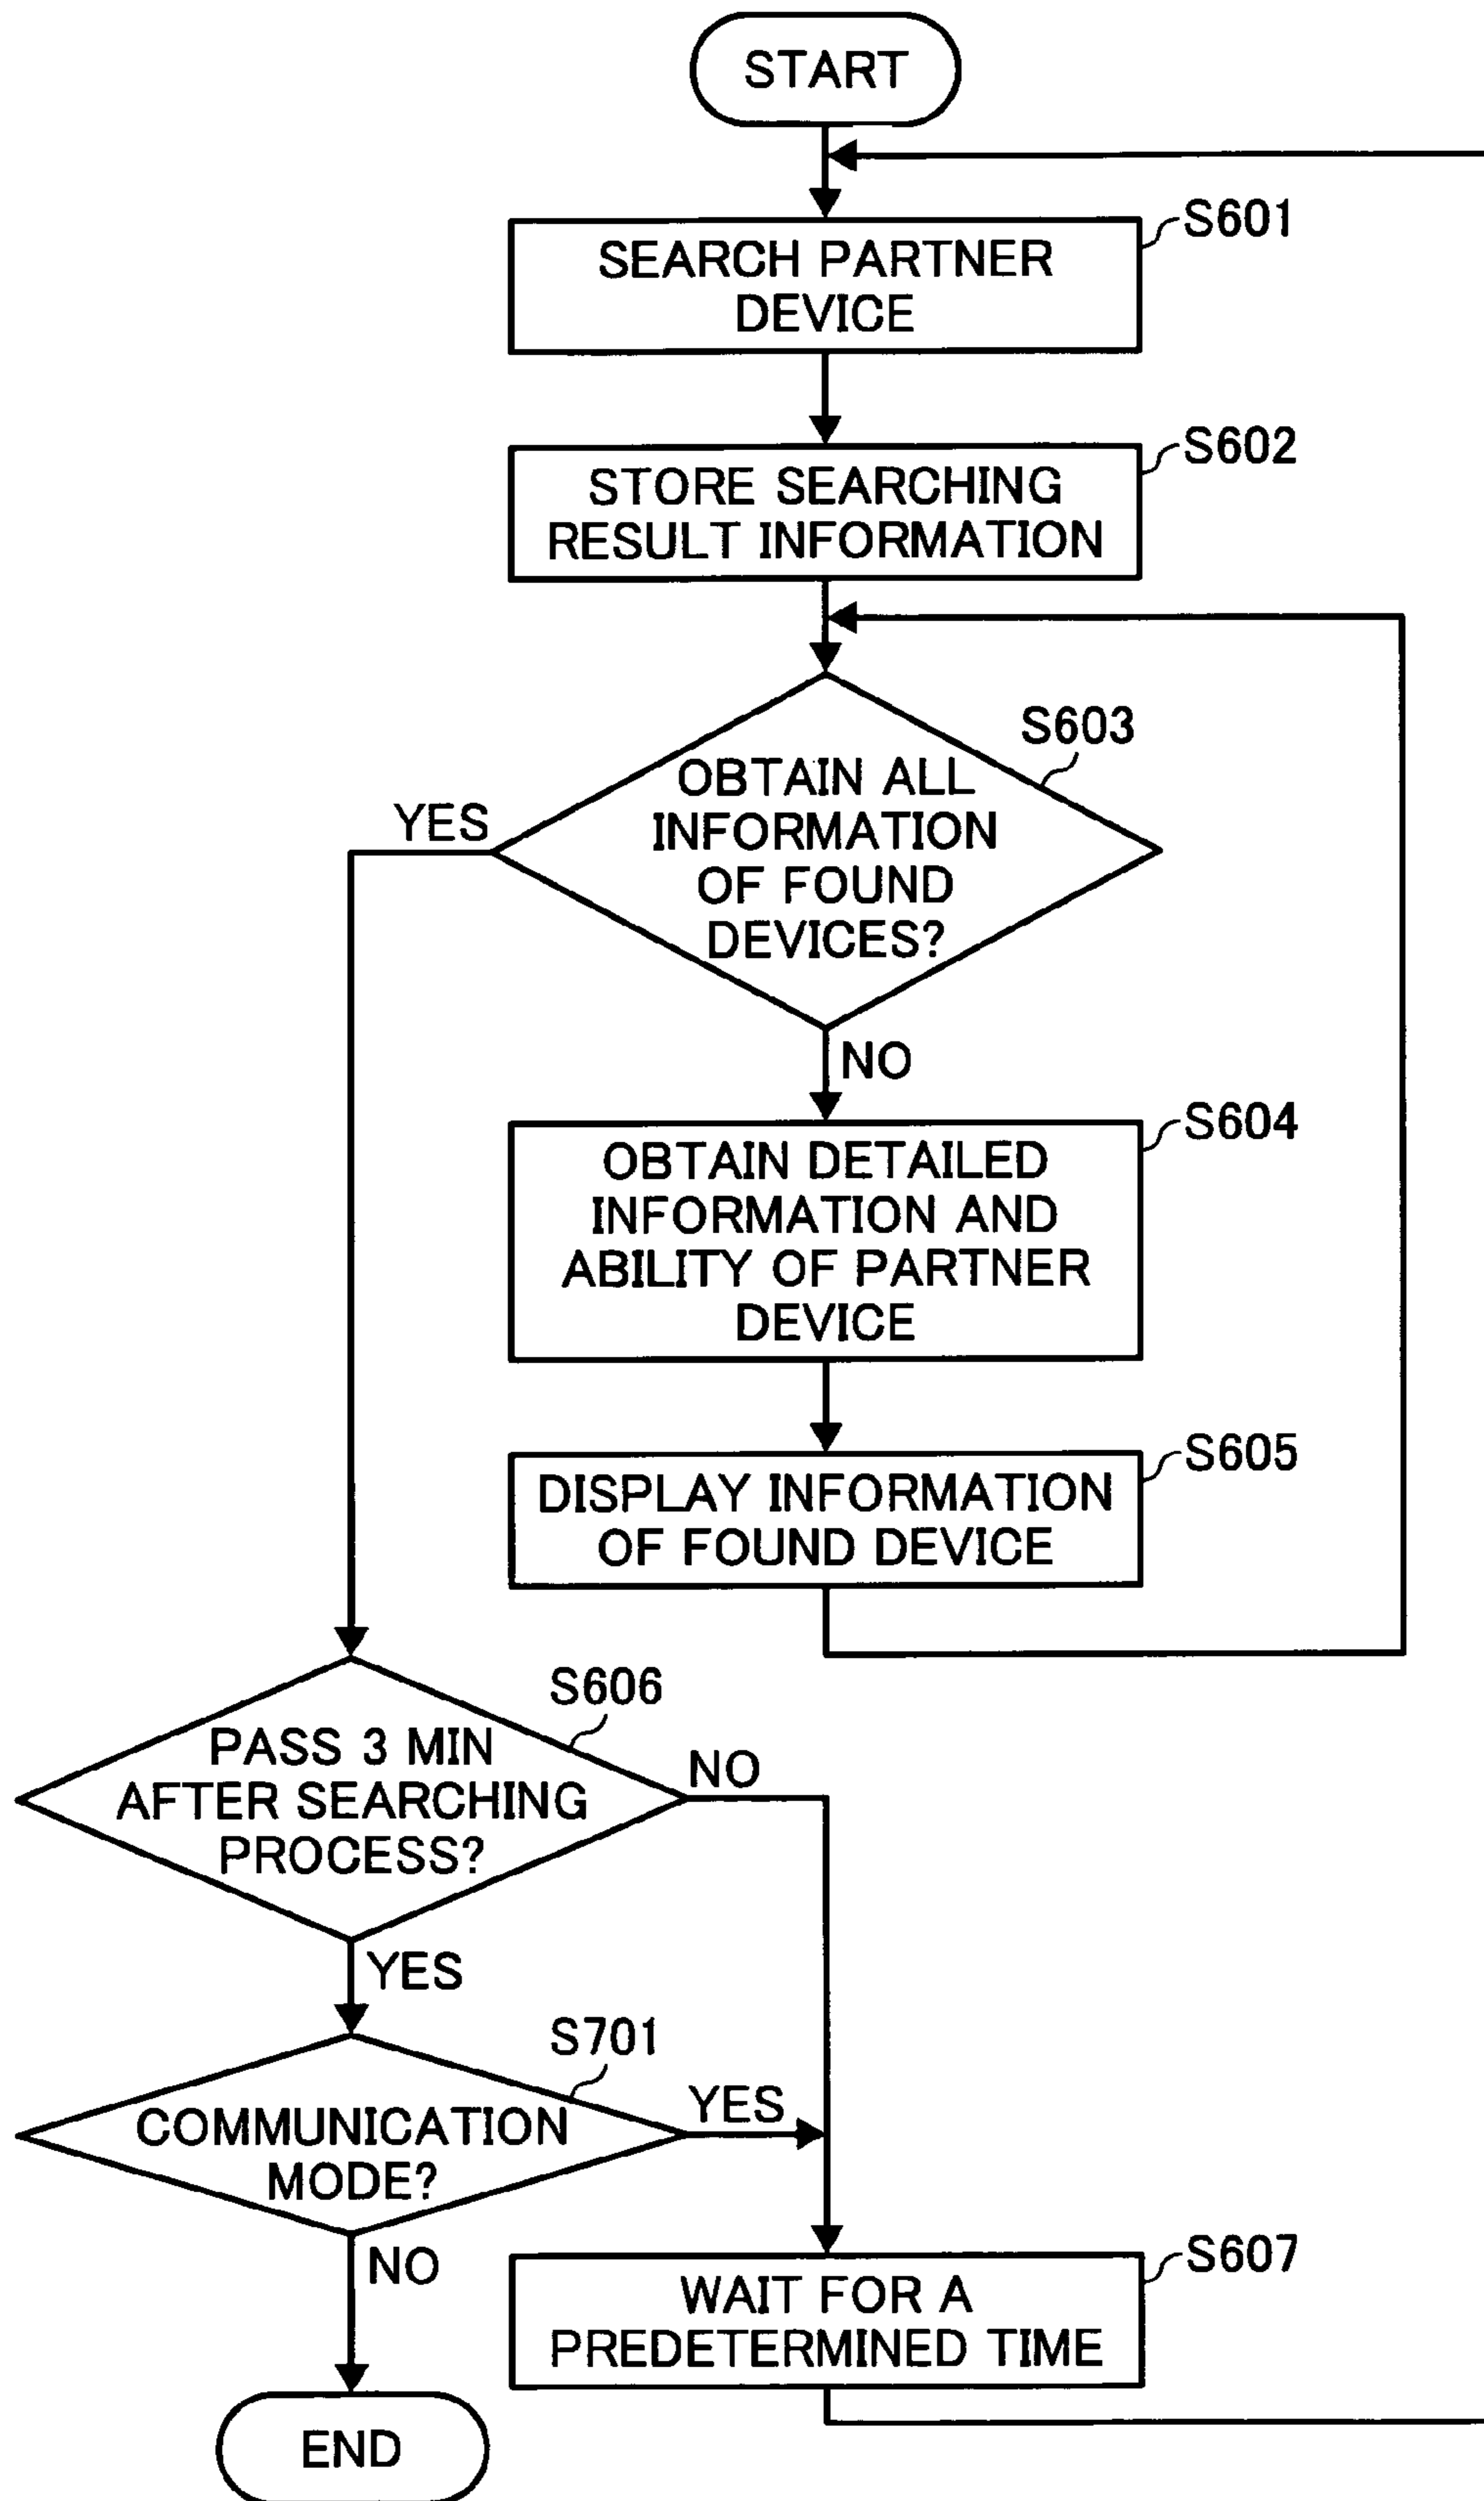 START
S601
SEARCH PARTNER
DEVICE
S602
STORE SEARCHING
RESULT INFORMATION
S603
OBTAIN ALL
INFORMATION
OF FOUND
DEVICES?
YES
NO
S604
OBTAIN DETAILED
INFORMATION AND
ABILITY OF PARTNER
DEVICE
S605
DISPLAY INFORMATION
OF FOUND DEVICE
S606
PASS 3 MIN
AFTER SEARCHING
PROCESS?
NO
YES
S701
COMMUNICATION
MODE?
YES
NO
S607
WAIT FOR A
PREDETERMINED TIME
END